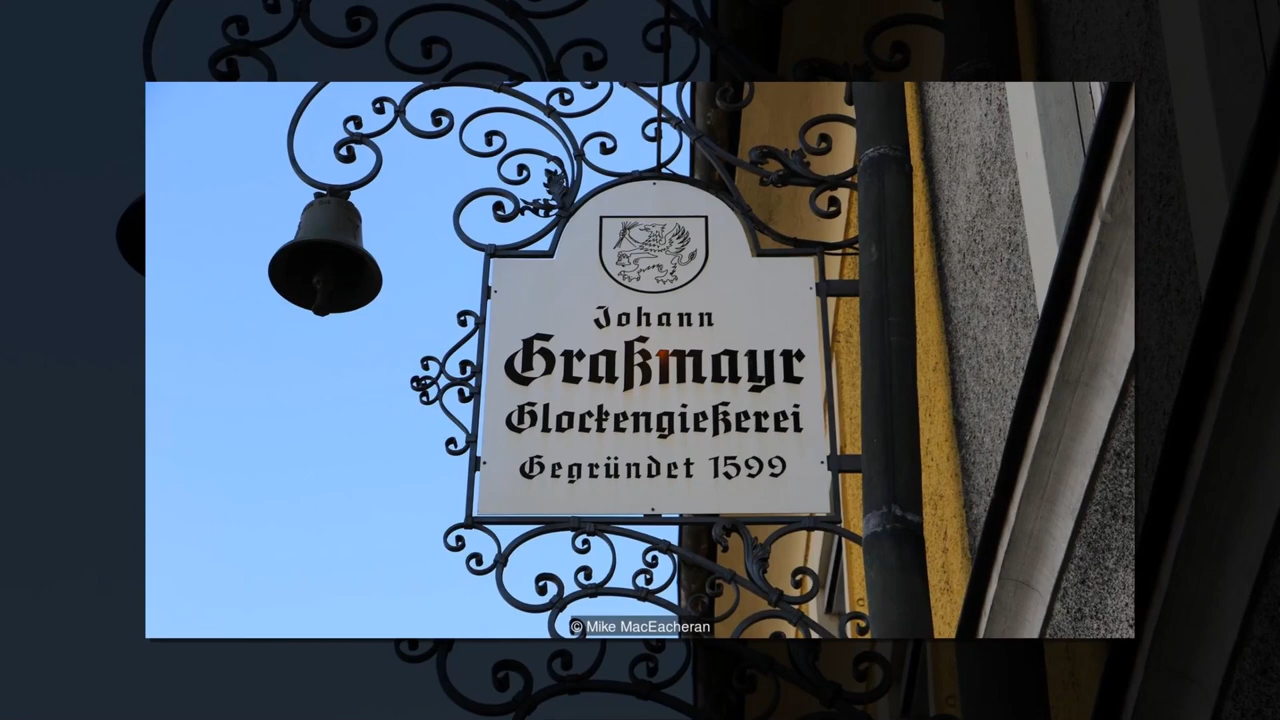 Johann
Graßmayr
Glockengießerei
Gegründet 1599
© Mike MacEacheran